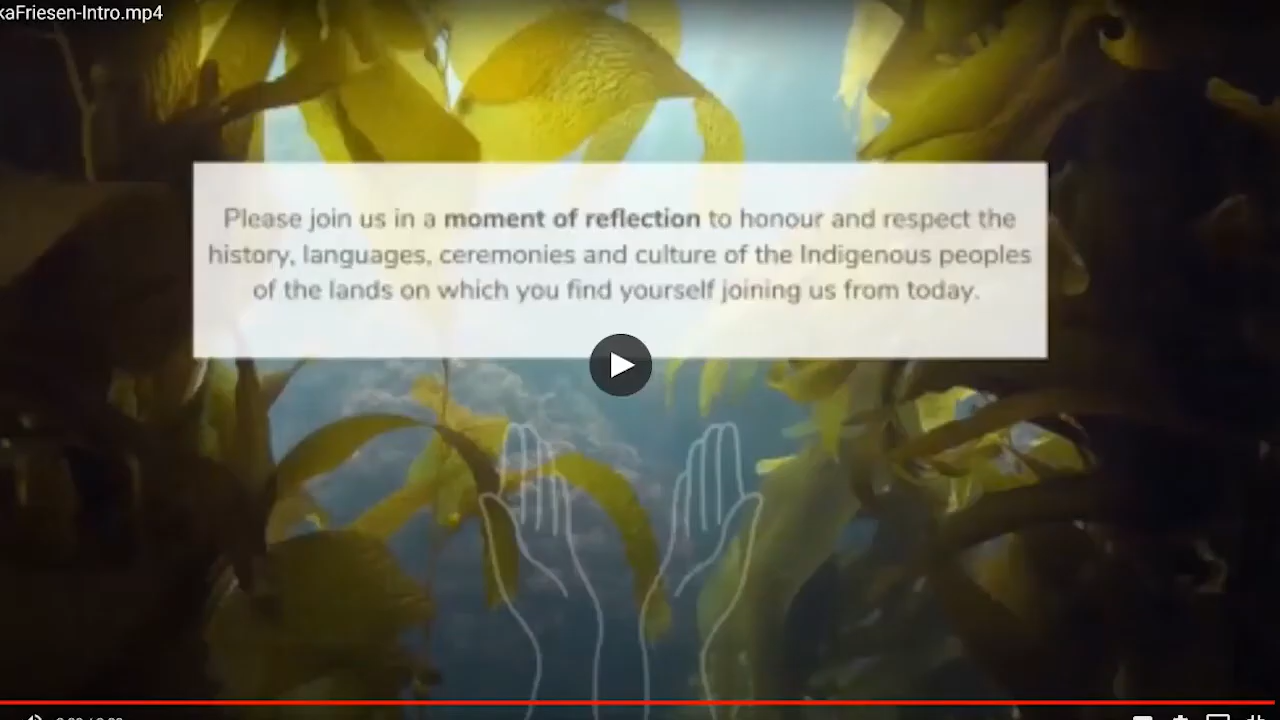 kaFriesen-Intro.mp4
Please join us in a moment of reflection to honour and respect the
history, languages, ceremonies and culture of the Indigenous peoples
of the lands on which you find yourself joining us from today.